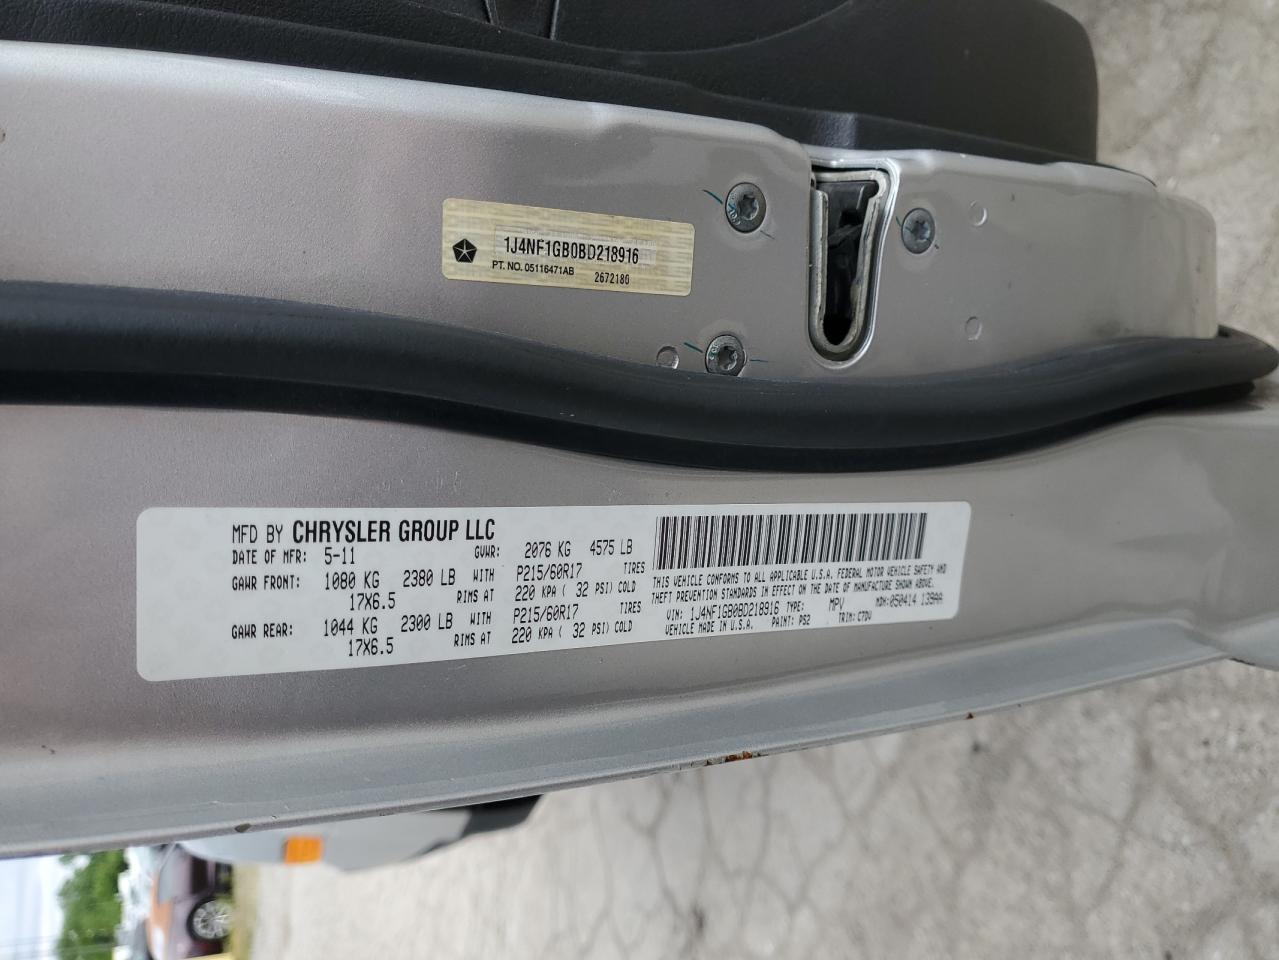 1J4NF1GB0BD218916
PT. NO. 05116471AB 2672186
MFD BY CHRYSLER GROUP LLC
DATE OF MFR: 5-11 GVWR: 2076 KG 4575 LB
GAWR FRONT: 1080 KG 2380 LB WITH P215/60R17 TIRES
17X6.5 RIMS AT 220 KPA ( 32 PSI) COLD
GAWR REAR: 1044 KG 2300 LB WITH P215/60R17 TIRES
17X6.5 RIMS AT 220 KPA ( 32 PSI) COLD
THIS VEHICLE CONFORMS TO ALL APPLICABLE U.S.A. FEDERAL MOTOR VEHICLE SAFETY AND
THEFT PREVENTION STANDARDS IN EFFECT ON THE DATE OF MANUFACTURE SHOWN ABOVE.
VIN: 1J4NF1GB0BD218916 TYPE: MPV MDH:050414 139AA
VEHICLE MADE IN U.S.A. PAINT: PS2 TRIM: C7DV